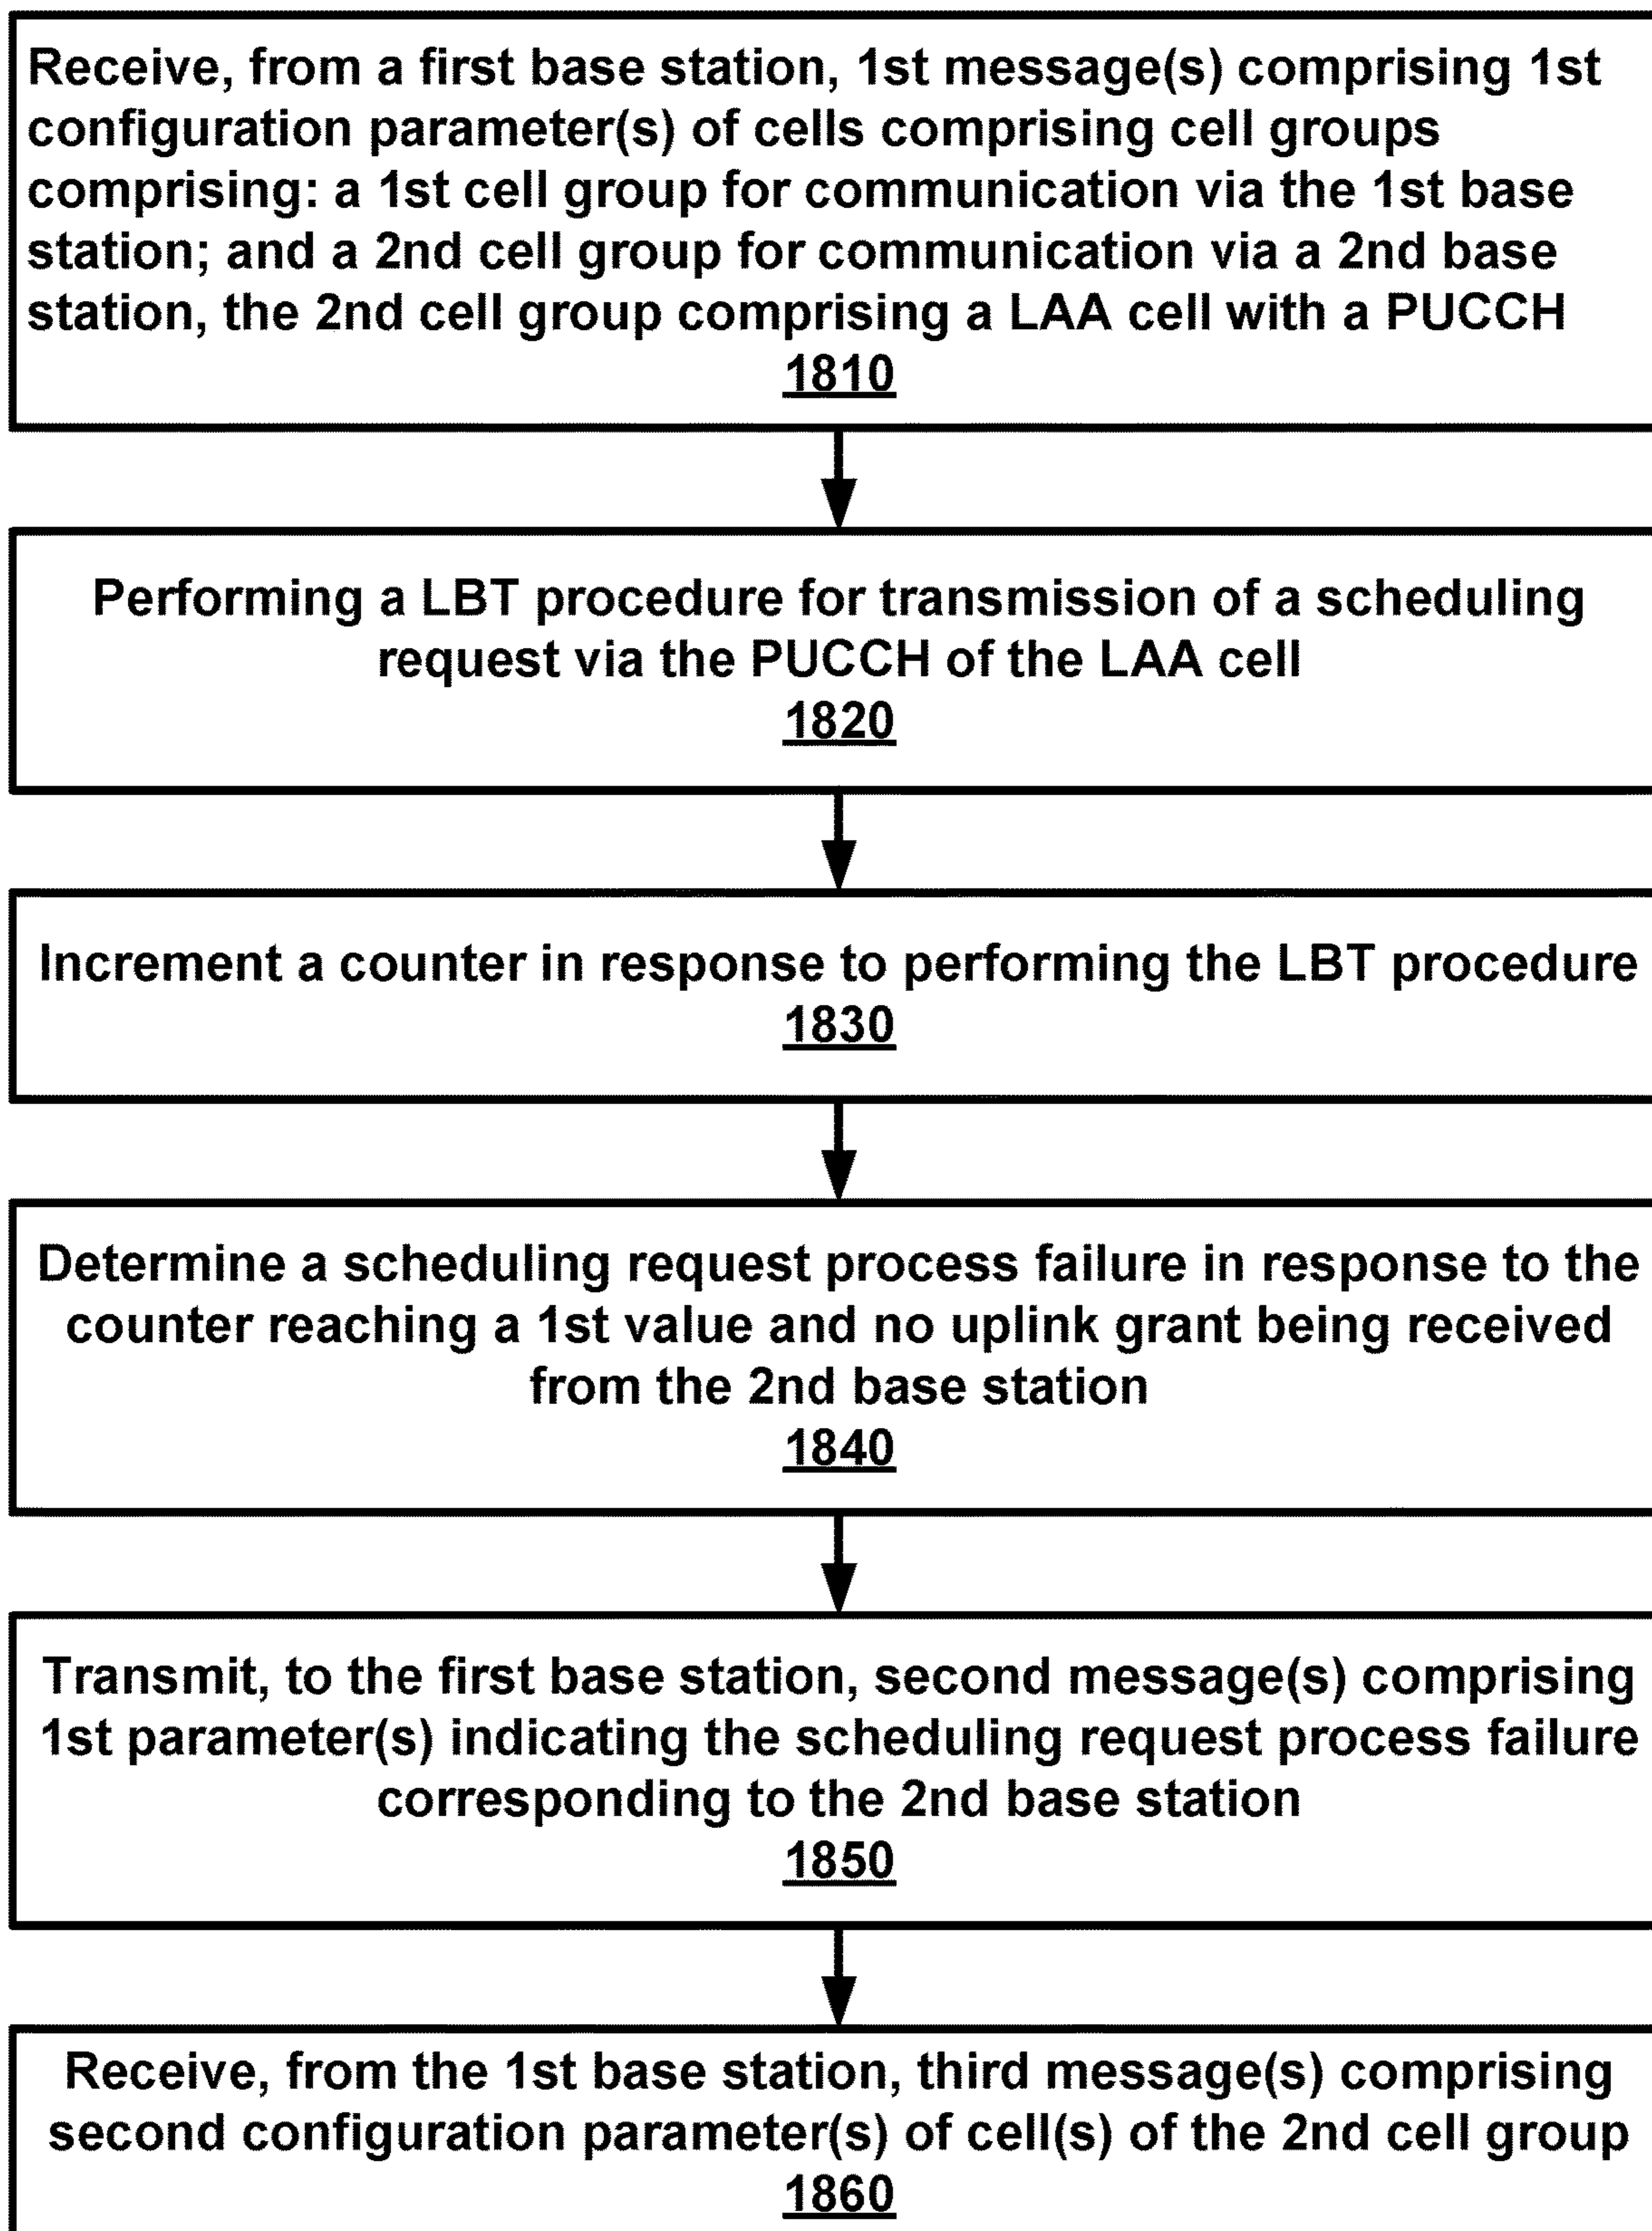 Receive, from a first base station, 1st message(s) comprising 1st
configuration parameter(s) of cells comprising cell groups
comprising: a 1st cell group for communication via the 1st base
station; and a 2nd cell group for communication via a 2nd base
station, the 2nd cell group comprising a LAA cell with a PUCCH
1810
Performing a LBT procedure for transmission of a scheduling
request via the PUCCH of the LAA cell
1820
Increment a counter in response to performing the LBT procedure
1830
Determine a scheduling request process failure in response to the
counter reaching a 1st value and no uplink grant being received
from the 2nd base station
1840
Transmit, to the first base station, second message(s) comprising
1st parameter(s) indicating the scheduling request process failure
corresponding to the 2nd base station
1850
Receive, from the 1st base station, third message(s) comprising
second configuration parameter(s) of cell(s) of the 2nd cell group
1860